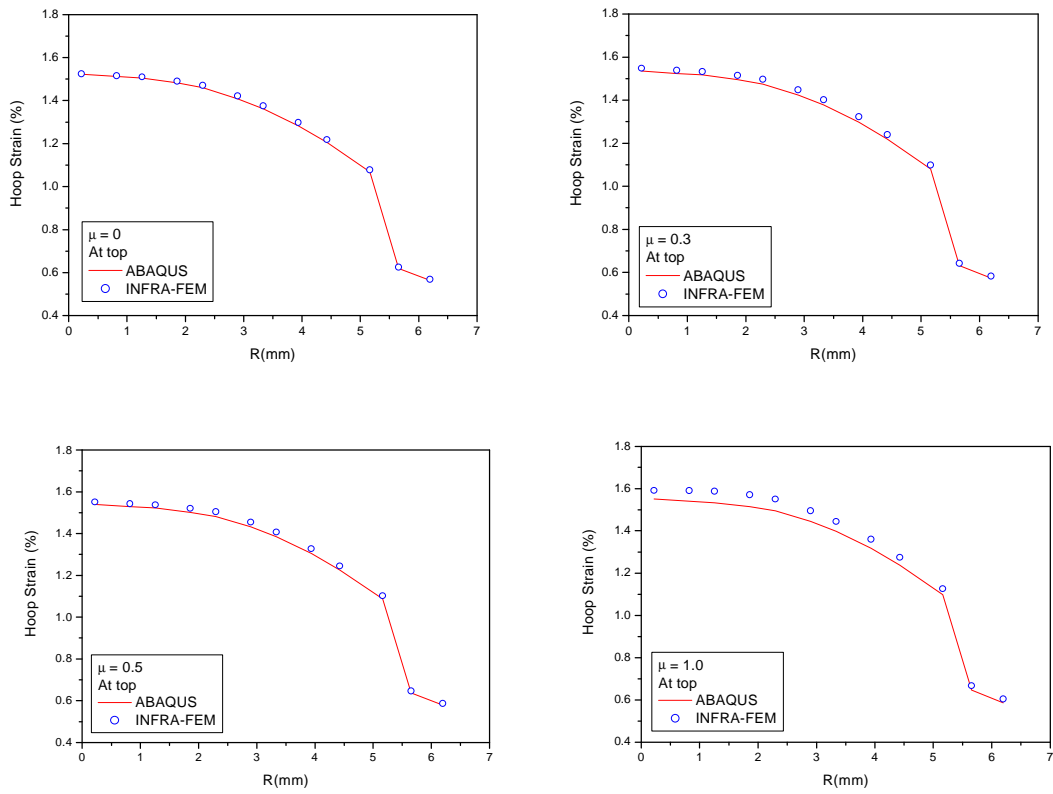 1.8
1.6
1.4
1.2
1.0
0.8
0.6
0.4
Hoop Strain (%)
μ = 0
At top
ABAQUS
INFRA-FEM
0 1 2 3 4 5 6 7
R(mm)
1.8
1.6
1.4
1.2
1.0
0.8
0.6
0.4
Hoop Strain (%)
μ = 0.3
At top
ABAQUS
INFRA-FEM
0 1 2 3 4 5 6 7
R(mm)
1.8
1.6
1.4
1.2
1.0
0.8
0.6
0.4
Hoop Strain (%)
μ = 0.5
At top
ABAQUS
INFRA-FEM
0 1 2 3 4 5 6 7
R(mm)
1.8
1.6
1.4
1.2
1.0
0.8
0.6
0.4
Hoop Strain (%)
μ = 1.0
At top
ABAQUS
INFRA-FEM
0 1 2 3 4 5 6 7
R(mm)